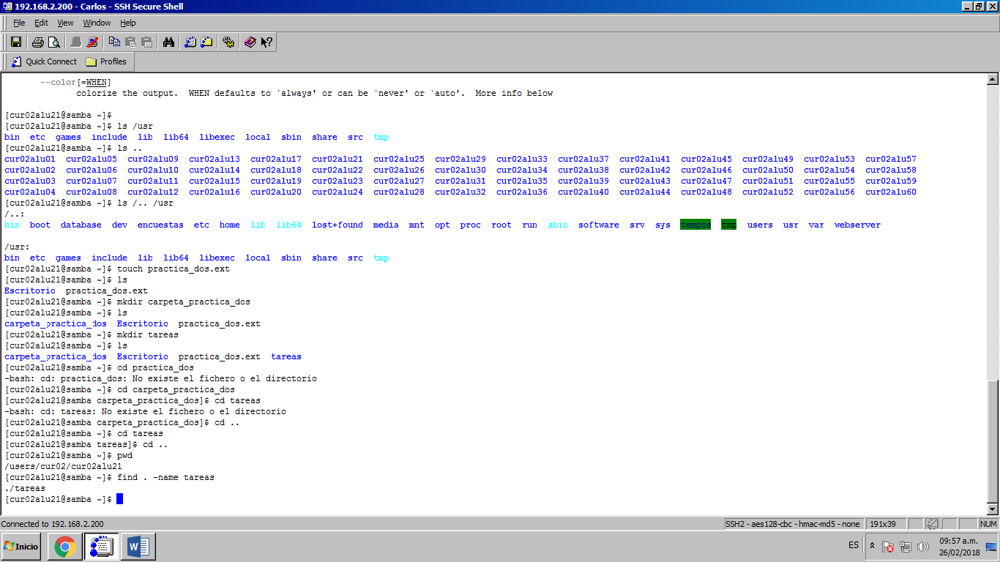 192.168.2.200 - Carlos - SSH Secure Shell
File Edit View Window Help
Quick Connect Profiles
--color[=WHEN]
colorize the output.  WHEN defaults to `always' or can be `never' or `auto'.  More info below
[cur02alu21@samba ~]$
[cur02alu21@samba ~]$ ls /usr
bin  etc  games  include  lib  lib64  libexec  local  sbin  share  src  tmp
[cur02alu21@samba ~]$ ls ..
cur02alu01  cur02alu05  cur02alu09  cur02alu13  cur02alu17  cur02alu21  cur02alu25  cur02alu29  cur02alu33  cur02alu37  cur02alu41  cur02alu45  cur02alu49  cur02alu53  cur02alu57
cur02alu02  cur02alu06  cur02alu10  cur02alu14  cur02alu18  cur02alu22  cur02alu26  cur02alu30  cur02alu34  cur02alu38  cur02alu42  cur02alu46  cur02alu50  cur02alu54  cur02alu58
cur02alu03  cur02alu07  cur02alu11  cur02alu15  cur02alu19  cur02alu23  cur02alu27  cur02alu31  cur02alu35  cur02alu39  cur02alu43  cur02alu47  cur02alu51  cur02alu55  cur02alu59
cur02alu04  cur02alu08  cur02alu12  cur02alu16  cur02alu20  cur02alu24  cur02alu28  cur02alu32  cur02alu36  cur02alu40  cur02alu44  cur02alu48  cur02alu52  cur02alu56  cur02alu60
[cur02alu21@samba ~]$ ls /.. /usr
/..:
bin  boot  database  dev  encuestas  etc  home  lib  lib64  lost+found  media  mnt  opt  proc  root  run  sbin  software  srv  sys  tempos  tmp  users  usr  var  webserver
/usr:
bin  etc  games  include  lib  lib64  libexec  local  sbin  share  src  tmp
[cur02alu21@samba ~]$ touch practica_dos.ext
[cur02alu21@samba ~]$ ls
Escritorio  practica_dos.ext
[cur02alu21@samba ~]$ mkdir carpeta_practica_dos
[cur02alu21@samba ~]$ ls
carpeta_practica_dos  Escritorio  practica_dos.ext
[cur02alu21@samba ~]$ mkdir tareas
[cur02alu21@samba ~]$ ls
carpeta_practica_dos  Escritorio  practica_dos.ext  tareas
[cur02alu21@samba ~]$ cd practica_dos
-bash: cd: practica_dos: No existe el fichero o el directorio
[cur02alu21@samba ~]$ cd carpeta_practica_dos
[cur02alu21@samba carpeta_practica_dos]$ cd tareas
-bash: cd: tareas: No existe el fichero o el directorio
[cur02alu21@samba carpeta_practica_dos]$ cd ..
[cur02alu21@samba ~]$ cd tareas
[cur02alu21@samba tareas]$ cd ..
[cur02alu21@samba ~]$ pwd
/users/cur02/cur02alu21
[cur02alu21@samba ~]$ find . -name tareas
./tareas
[cur02alu21@samba ~]$
Connected to 192.168.2.200 SSH2 - aes128-cbc - hmac-md5 - none 191x39 NUM
Inicio ES 09:57 a.m.
26/02/2018